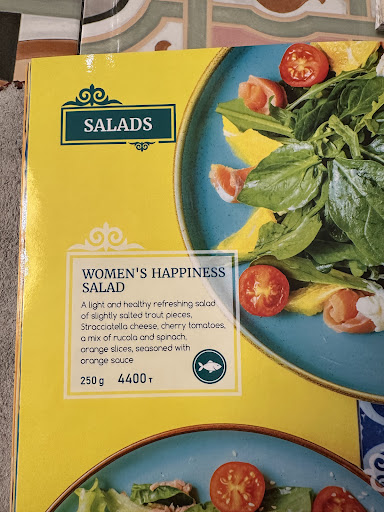 SALADS
WOMEN'S HAPPINESS
SALAD
A light and healthy refreshing salad
of slightly salted trout pieces,
Stracciatella cheese, cherry tomatoes,
a mix of rucola and spinach,
orange slices, seasoned with
orange sauce
250 g 4400 т